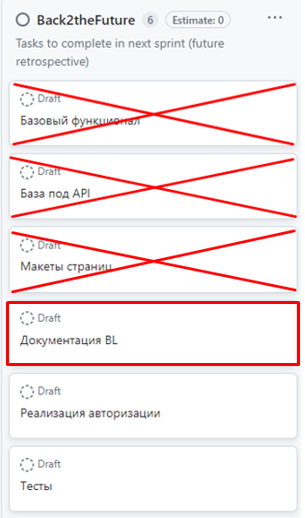 Back2theFuture 6 Estimate: 0 ...
Tasks to complete in next sprint (future
retrospective)
Draft
Базовый функционал
Draft
База под API
Draft
Макеты страниц
Draft
Документация BL
Draft
Реализация авторизации
Draft
Тесты